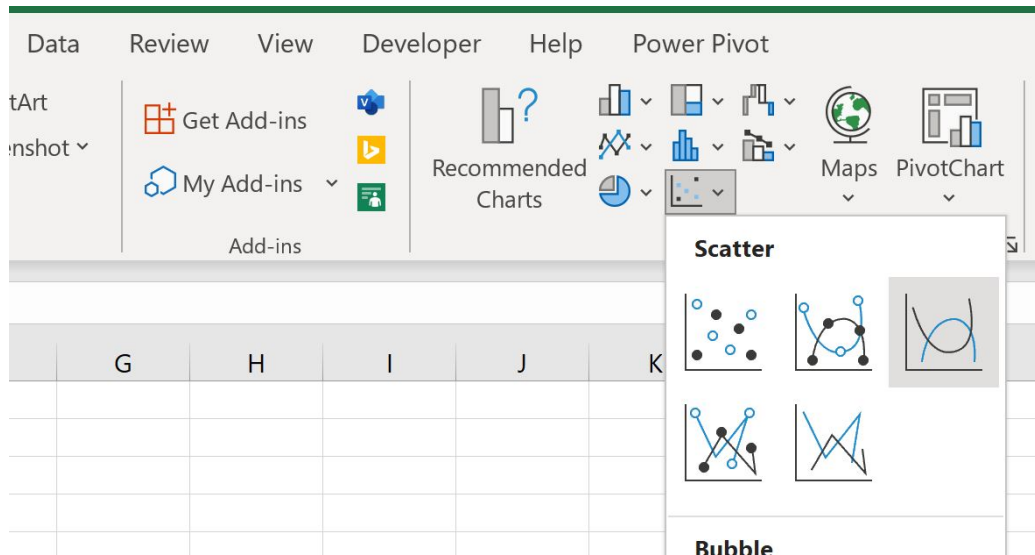 Data Review View Developer Help Power Pivot
tArt
enshot
Get Add-ins
My Add-ins
Add-ins
?
Recommended
Charts
Maps
PivotChart
Scatter
Bubble
G H I J K